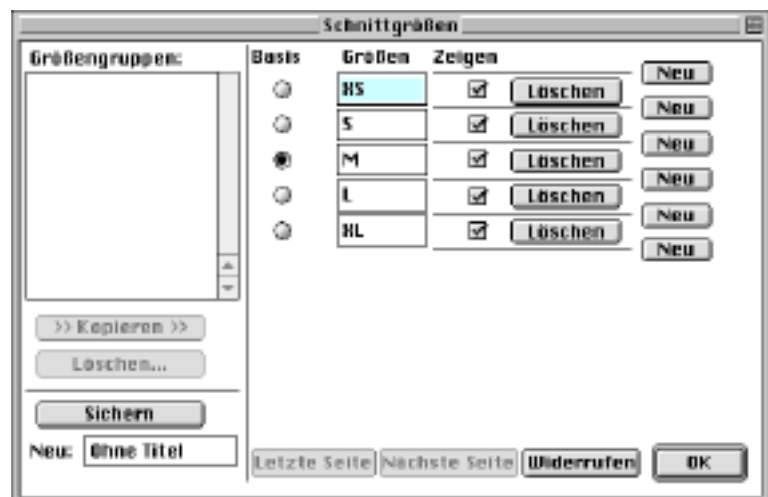 Schnittgrößen
Größengruppen:
Basis Größen Zeigen
Neu
XS Löschen
Neu
S Löschen
Neu
M Löschen
Neu
L Löschen
Neu
XL Löschen
Neu
>> Kopieren >>
Löschen...
Sichern
Neu: Ohne Titel
Letzte Seite Nächste Seite Widerrufen OK